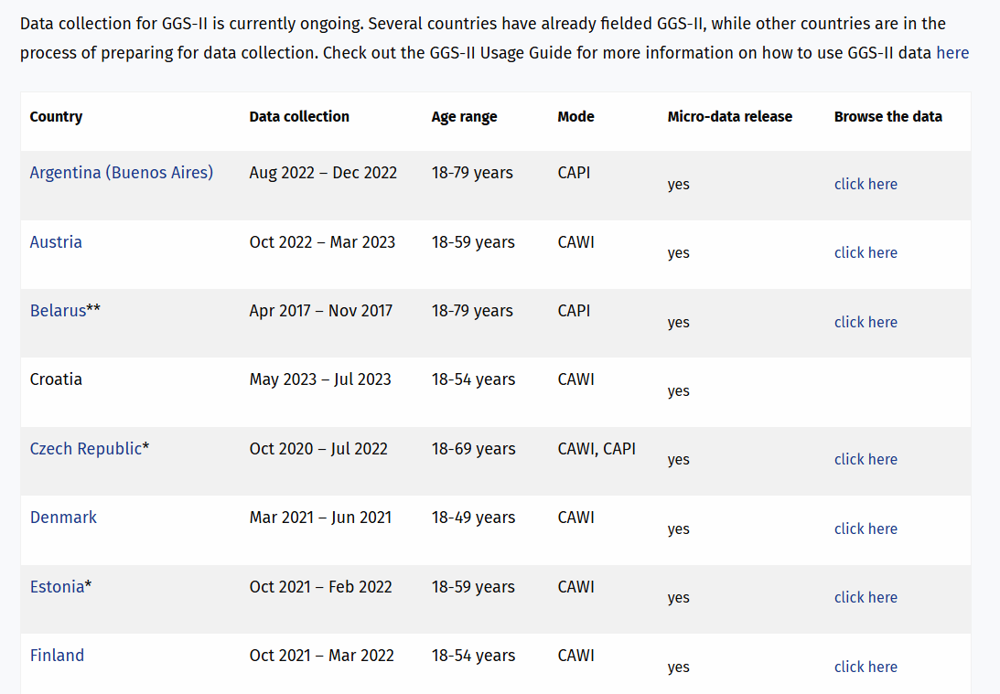 Data collection for GGS-II is currently ongoing. Several countries have already fielded GGS-II, while other countries are in the
process of preparing for data collection. Check out the GGS-II Usage Guide for more information on how to use GGS-II data here
Country Data collection Age range Mode Micro-data release Browse the data
Argentina (Buenos Aires) Aug 2022 – Dec 2022 18-79 years CAPI yes click here
Austria Oct 2022 – Mar 2023 18-59 years CAWI yes click here
Belarus** Apr 2017 – Nov 2017 18-79 years CAPI yes click here
Croatia May 2023 – Jul 2023 18-54 years CAWI yes
Czech Republic* Oct 2020 – Jul 2022 18-69 years CAWI, CAPI yes click here
Denmark Mar 2021 – Jun 2021 18-49 years CAWI yes click here
Estonia* Oct 2021 – Feb 2022 18-59 years CAWI yes click here
Finland Oct 2021 – Mar 2022 18-54 years CAWI yes click here